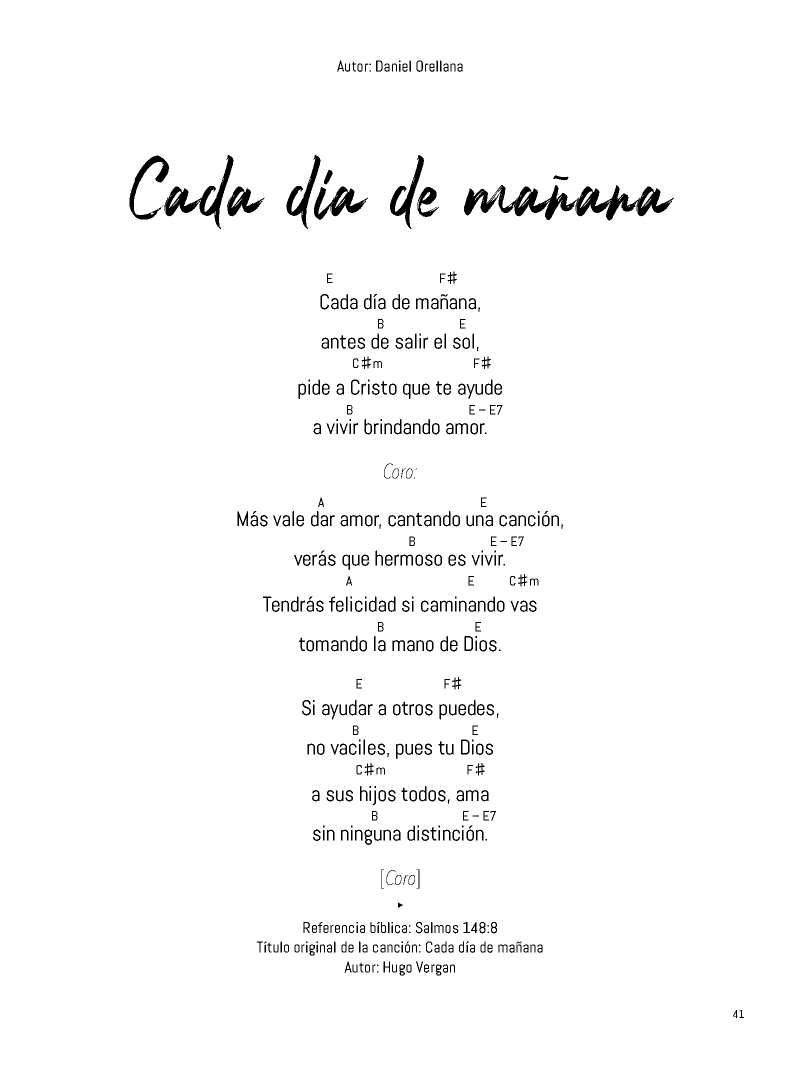 Autor: Daniel Orellana
Cada día de mañana
E F♯
Cada día de mañana,
B E
antes de salir el sol,
C♯m F♯
pide a Cristo que te ayude
B E – E7
a vivir brindando amor.
Coro:
A E
Más vale dar amor, cantando una canción,
B E – E7
verás que hermoso es vivir.
A E C♯m
Tendrás felicidad si caminando vas
B E
tomando la mano de Dios.
E F♯
Si ayudar a otros puedes,
B E
no vaciles, pues tu Dios
C♯m F♯
a sus hijos todos, ama
B E – E7
sin ninguna distinción.
[Coro]
Referencia bíblica: Salmos 148:8
Título original de la canción: Cada día de mañana
Autor: Hugo Vergan
41